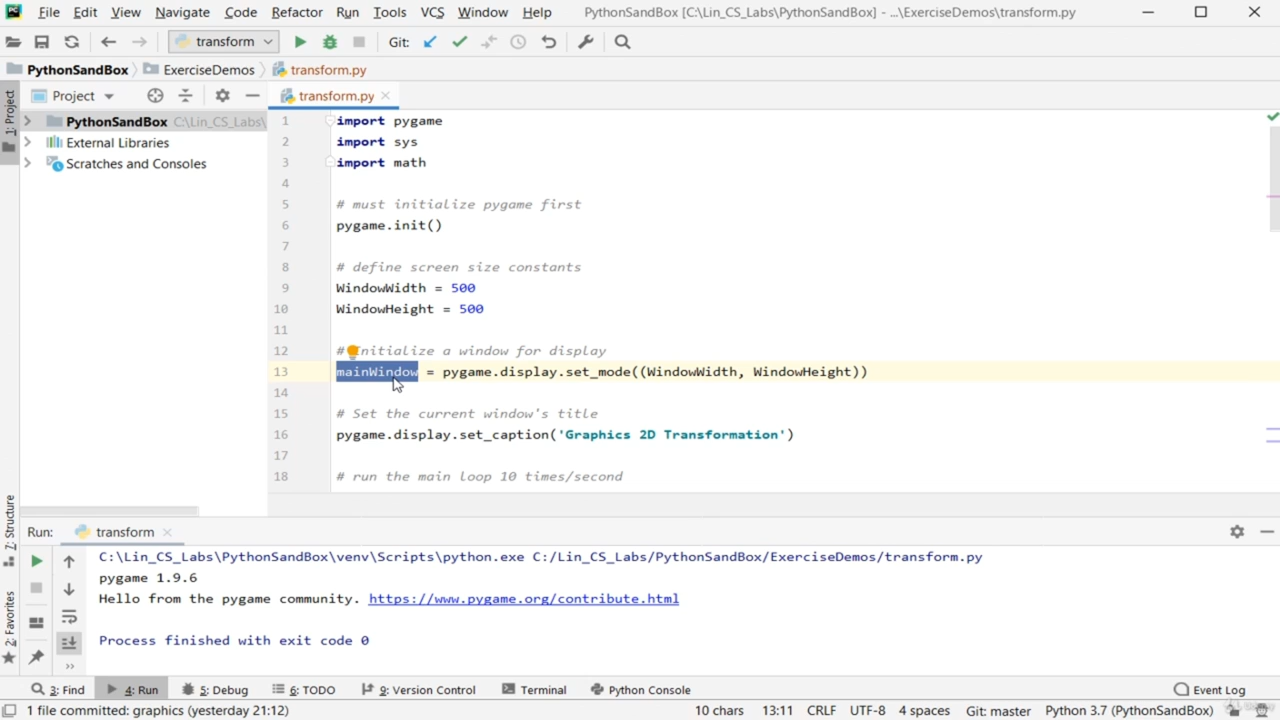 File Edit View Navigate Code Refactor Run Tools VCS Window Help PythonSandBox [C:\Lin_CS_Labs\PythonSandBox] - ...\ExerciseDemos\transform.py
transform Git:
PythonSandBox ExerciseDemos transform.py
1: Project
Project transform.py
PythonSandBox C:\Lin_CS_Labs\
External Libraries
Scratches and Consoles
1 import pygame
2 import sys
3 import math
4
5 # must initialize pygame first
6 pygame.init()
7
8 # define screen size constants
9 WindowWidth = 500
10 WindowHeight = 500
11
12 # Initialize a window for display
13 mainWindow = pygame.display.set_mode((WindowWidth, WindowHeight))
14
15 # Set the current window's title
16 pygame.display.set_caption('Graphics 2D Transformation')
17
18 # run the main loop 10 times/second
Z: Structure
2: Favorites
Run: transform
C:\Lin_CS_Labs\PythonSandBox\venv\Scripts\python.exe C:/Lin_CS_Labs/PythonSandBox/ExerciseDemos/transform.py
pygame 1.9.6
Hello from the pygame community. https://www.pygame.org/contribute.html
Process finished with exit code 0
3: Find 4: Run 5: Debug 6: TODO 9: Version Control Terminal Python Console Event Log
1 file committed: graphics (yesterday 21:12) 10 chars 13:11 CRLF UTF-8 4 spaces Git: master Python 3.7 (PythonSandBox)